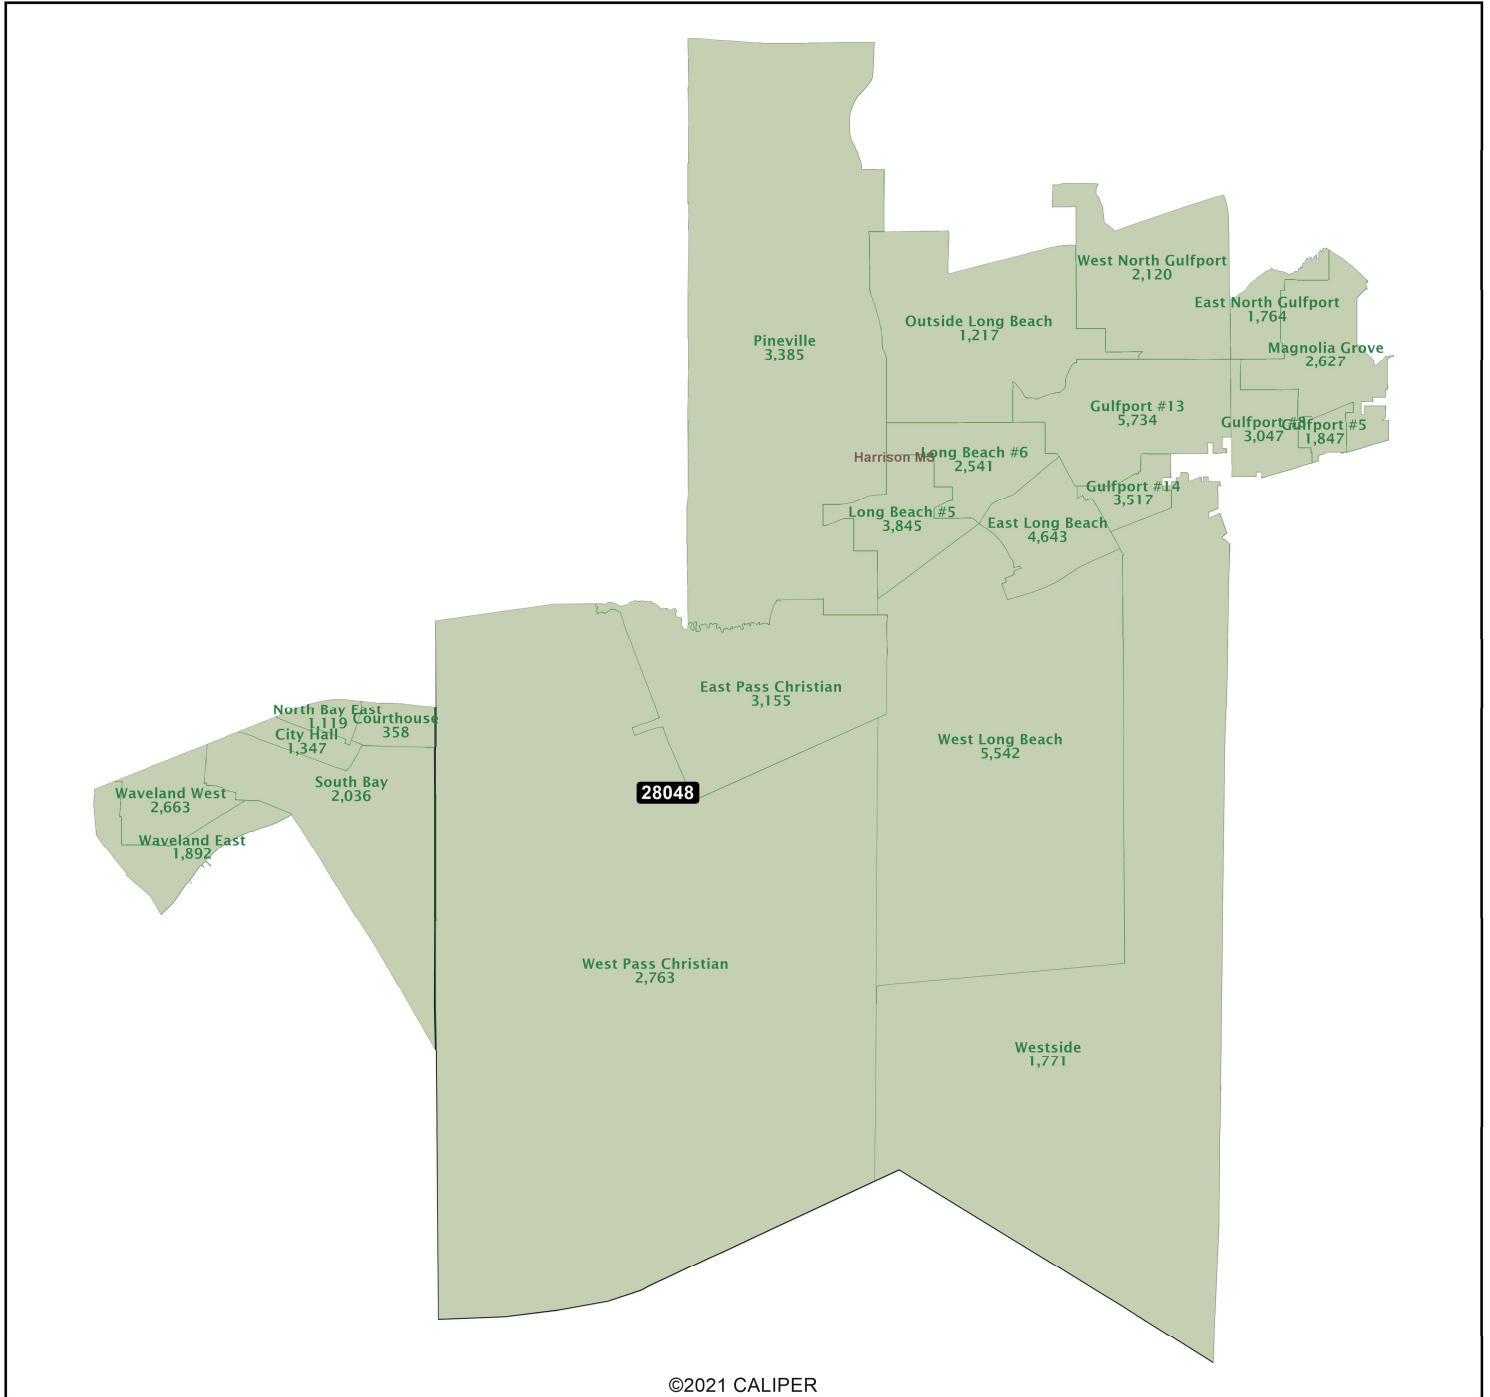 West North Gulfport
2,120
East North Gulfport
1,764
Outside Long Beach
1,217
Pineville
3,385
Magnolia Grove
2,627
Gulfport #13
5,734
Gulfport #
3,047
Gulfport #5
1,847
Harrison MS
Long Beach #6
2,541
Gulfport #14
3,517
Long Beach #5
3,845
East Long Beach
4,643
East Pass Christian
3,155
North Bay East
1,119
Courthouse
358
City Hall
1,347
West Long Beach
5,542
South Bay
2,036
28048
Waveland West
2,663
Waveland East
1,892
West Pass Christian
2,763
Westside
1,771
©2021 CALIPER